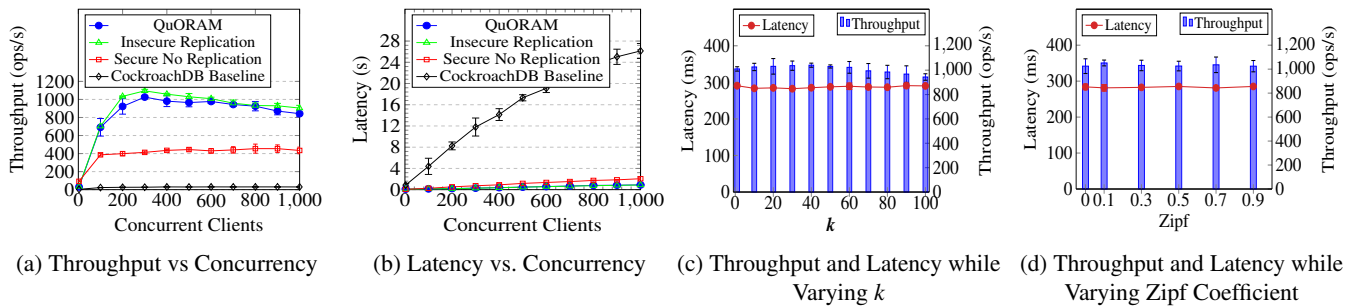 QuORAM
Insecure Replication
Secure No Replication
CockroachDB Baseline
Throughput (ops/s)
1200
1000
800
600
400
200
0
0 200 400 600 800 1,000
Concurrent Clients
(a) Throughput vs Concurrency
QuORAM
Insecure Replication
Secure No Replication
CockroachDB Baseline
Latency (s)
28
24
20
16
12
8
4
0
0 200 400 600 800 1,000
Concurrent Clients
(b) Latency vs. Concurrency
Latency
Throughput
Latency (ms)
400
300
200
100
0
Throughput (ops/s)
1,200
1,000
800
600
400
200
0
0 20 40 60 80 100
k
(c) Throughput and Latency while
Varying k
Latency
Throughput
Latency (ms)
400
300
200
100
0
Throughput (ops/s)
1,200
1,000
800
600
400
200
0
0 0.1 0.3 0.5 0.7 0.9
Zipf
(d) Throughput and Latency while
Varying Zipf Coefficient